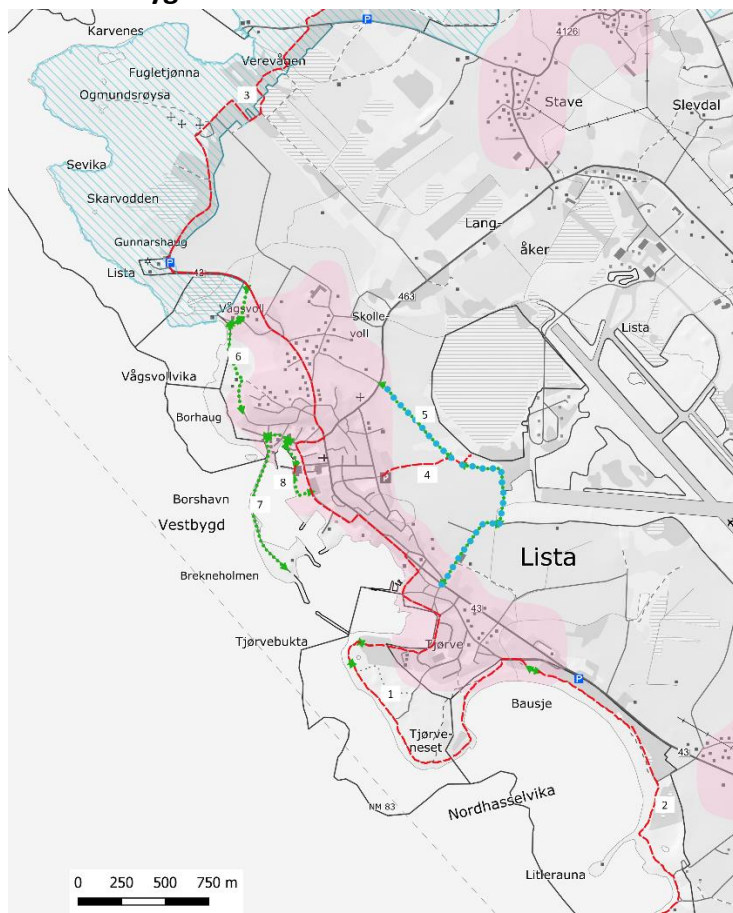 Karvenes
P
4126
Verevågen
Fugletjønna
Ogmundsrøysa
3
Stave
Slevdal
Sevika
Skarvodden
Lang-
åker
Gunnarshaug
P
Lista
43
463
Vågsvoll
Skolle-
voll
Lista
6
Vågsvollvika
5
Borhaug
4
P
8
Borshavn
7
Vestbygd
Lista
Brekneholmen
43
Tjørvebukta
Tjørve
P
1
Bausje
Tjørve-
neset
43
NM 83
Nordhasselvika
2
Litlerauna
0 250 500 750 m